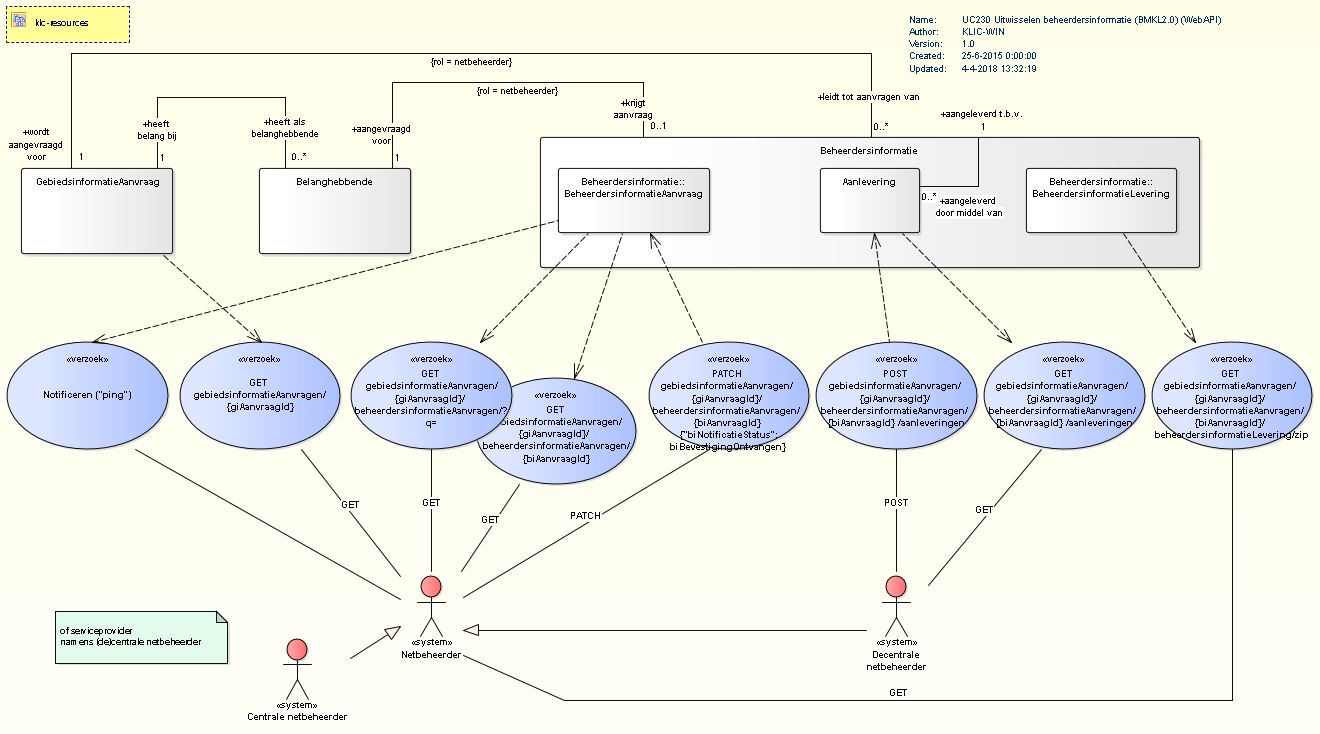 klic-resources
Name: UC230 Uitwisselen beheerdersinformatie (BMKL2.0) (WebAPI)
Author: KLIC-WIN
Version: 1.0
Created: 25-6-2015 0:00:00
Updated: 4-4-2018 13:32:19
{rol = netbeheerder}
{rol = netbeheerder}
+leidt tot aanvragen van
0..*
+krijgt
aanvraag
0..1
+aangeleverd t.b.v.
1
+wordt
aangevraagd
voor
1
+heeft
belang bij
1
+heeft als
belanghebbende
0..*
+aangevraagd
voor
1
GebiedsinformatieAanvraag
Belanghebbende
Beheerdersinformatie
Beheerdersinformatie::
BeheerdersinformatieAanvraag
Aanlevering
0..*
+aangeleverd
door middel van
Beheerdersinformatie::
BeheerdersinformatieLevering
«verzoek»
Notificeren ("ping")
«verzoek»
GET
gebiedsinformatieAanvragen/
{giAanvraagId}
«verzoek»
GET
gebiedsinformatieAanvragen/
{giAanvraagId}/
beheerdersinformatieAanvragen/?
q=
«verzoek»
GET
{giAanvraagId}/
beheerdersinformatieAanvragen/
{biAanvraagId}
«verzoek»
PATCH
gebiedsinformatieAanvragen/
{giAanvraagId}/
beheerdersinformatieAanvragen/
{biAanvraagId}
{"biNotificatieStatus":
biBevestigingOntvangen}
«verzoek»
POST
gebiedsinformatieAanvragen/
{giAanvraagId}/
beheerdersinformatieAanvragen/
{biAanvraagId} /aanleveringen
«verzoek»
GET
gebiedsinformatieAanvragen/
{giAanvraagId}/
beheerdersinformatieAanvragen/
{biAanvraagId} /aanleveringen
«verzoek»
GET
gebiedsinformatieAanvragen/
{giAanvraagId}/
beheerdersinformatieAanvragen/
{biAanvraagId}/
beheerdersinformatieLevering/zip
GET
GET
GET
PATCH
POST
GET
GET
of serviceprovider
namens (de)centrale netbeheerder
«system»
Netbeheerder
«system»
Decentrale
netbeheerder
«system»
Centrale netbeheerder